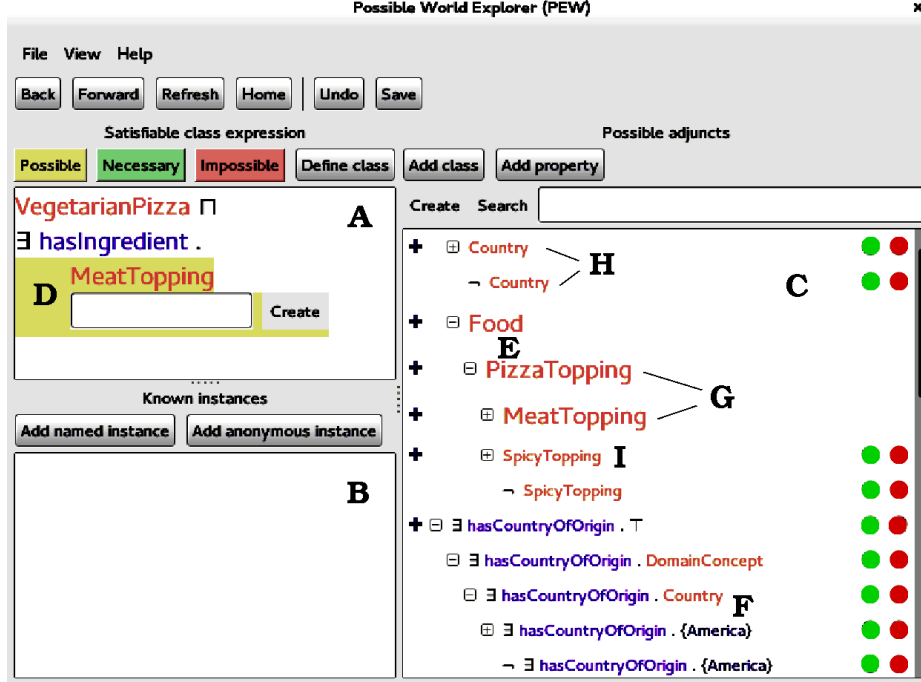 Possible World Explorer (PEW) ×
File View Help
Back Forward Refresh Home Undo Save
Satisfiable class expression
Possible adjuncts
Possible Necessary Impossible Define class Add class Add property
VegetarianPizza ⊓
A
∃ hasIngredient .
MeatTopping
D
Create
Known instances
Add named instance Add anonymous instance
B
Create Search
+ ⊞ Country
H
¬ Country
C
+ ⊟ Food
E
+ ⊟ PizzaTopping
G
+ ⊞ MeatTopping
+ ⊞ SpicyTopping I
¬ SpicyTopping
+ ⊟ ∃ hasCountryOfOrigin . ⊤
⊟ ∃ hasCountryOfOrigin . DomainConcept
⊟ ∃ hasCountryOfOrigin . Country F
⊞ ∃ hasCountryOfOrigin . {America}
¬ ∃ hasCountryOfOrigin . {America}